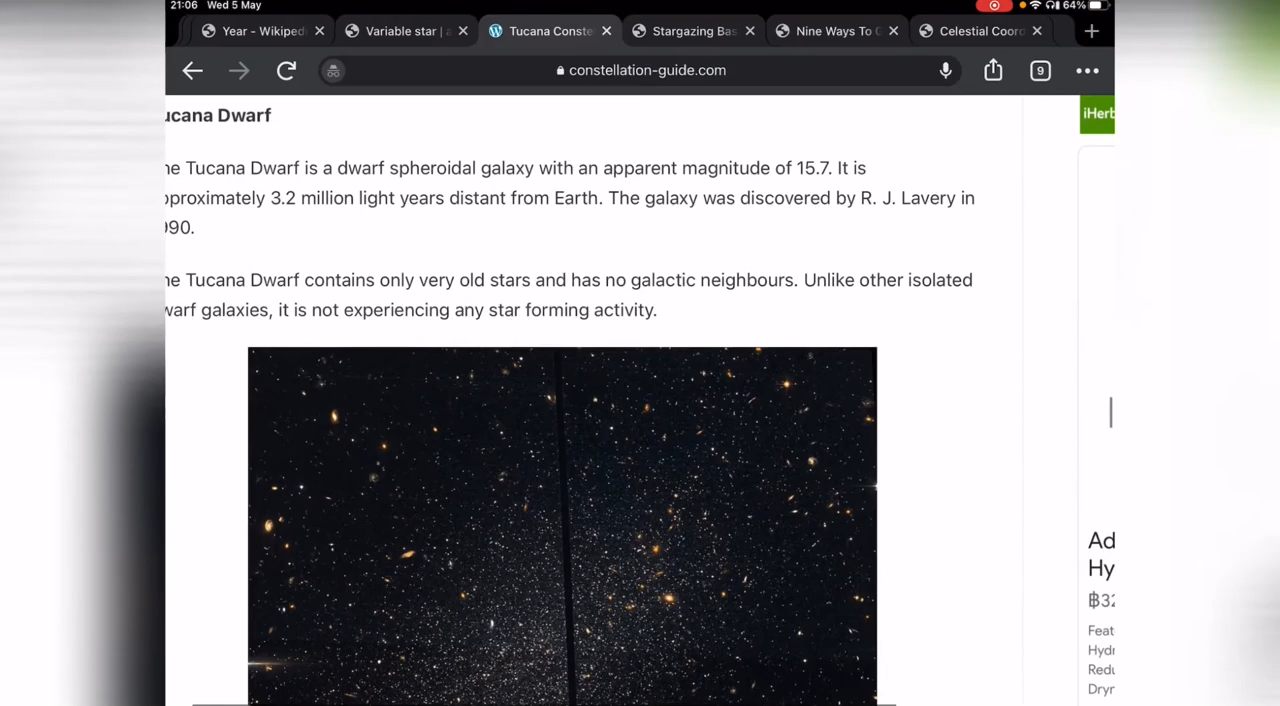 21:06 Wed 5 May
64%
Year - Wikiped
Variable star | a
Tucana Conste
Stargazing Bas
Nine Ways To G
Celestial Coor
constellation-guide.com
9
ucana Dwarf
iHerb
e Tucana Dwarf is a dwarf spheroidal galaxy with an apparent magnitude of 15.7. It is
pproximately 3.2 million light years distant from Earth. The galaxy was discovered by R. J. Lavery in
990.
e Tucana Dwarf contains only very old stars and has no galactic neighbours. Unlike other isolated
warf galaxies, it is not experiencing any star forming activity.
Ad
Hy
฿32
Feat
Hydr
Redu
Dryr